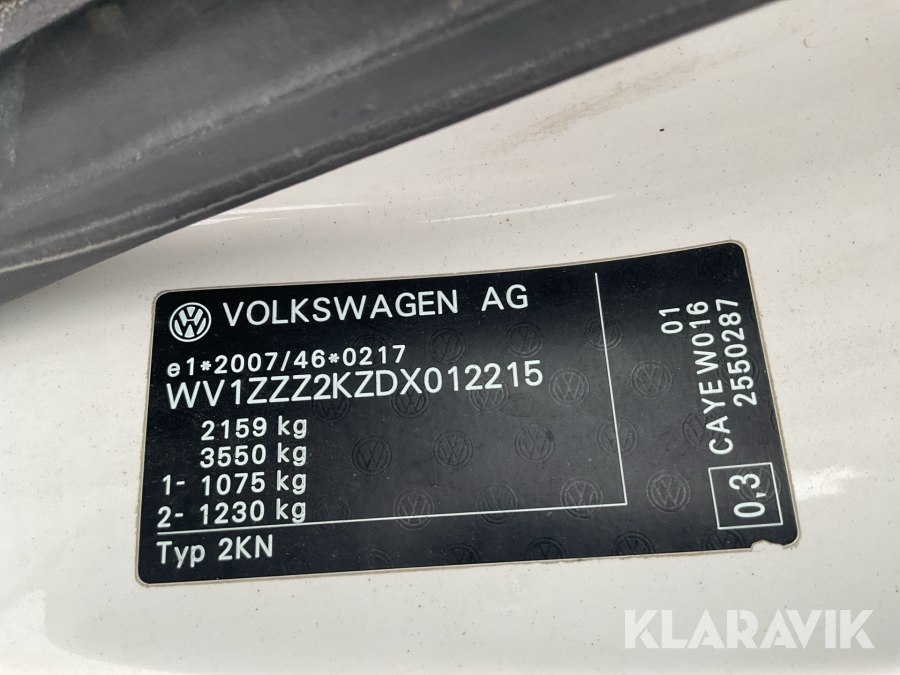 VOLKSWAGEN AG
e1*2007/46*0217
WV1ZZZ2KZDX012215
2159 kg
3550 kg
1- 1075 kg
2- 1230 kg
Typ 2KN
01
CAYE W016
2550287
0,3
KLARAVIK